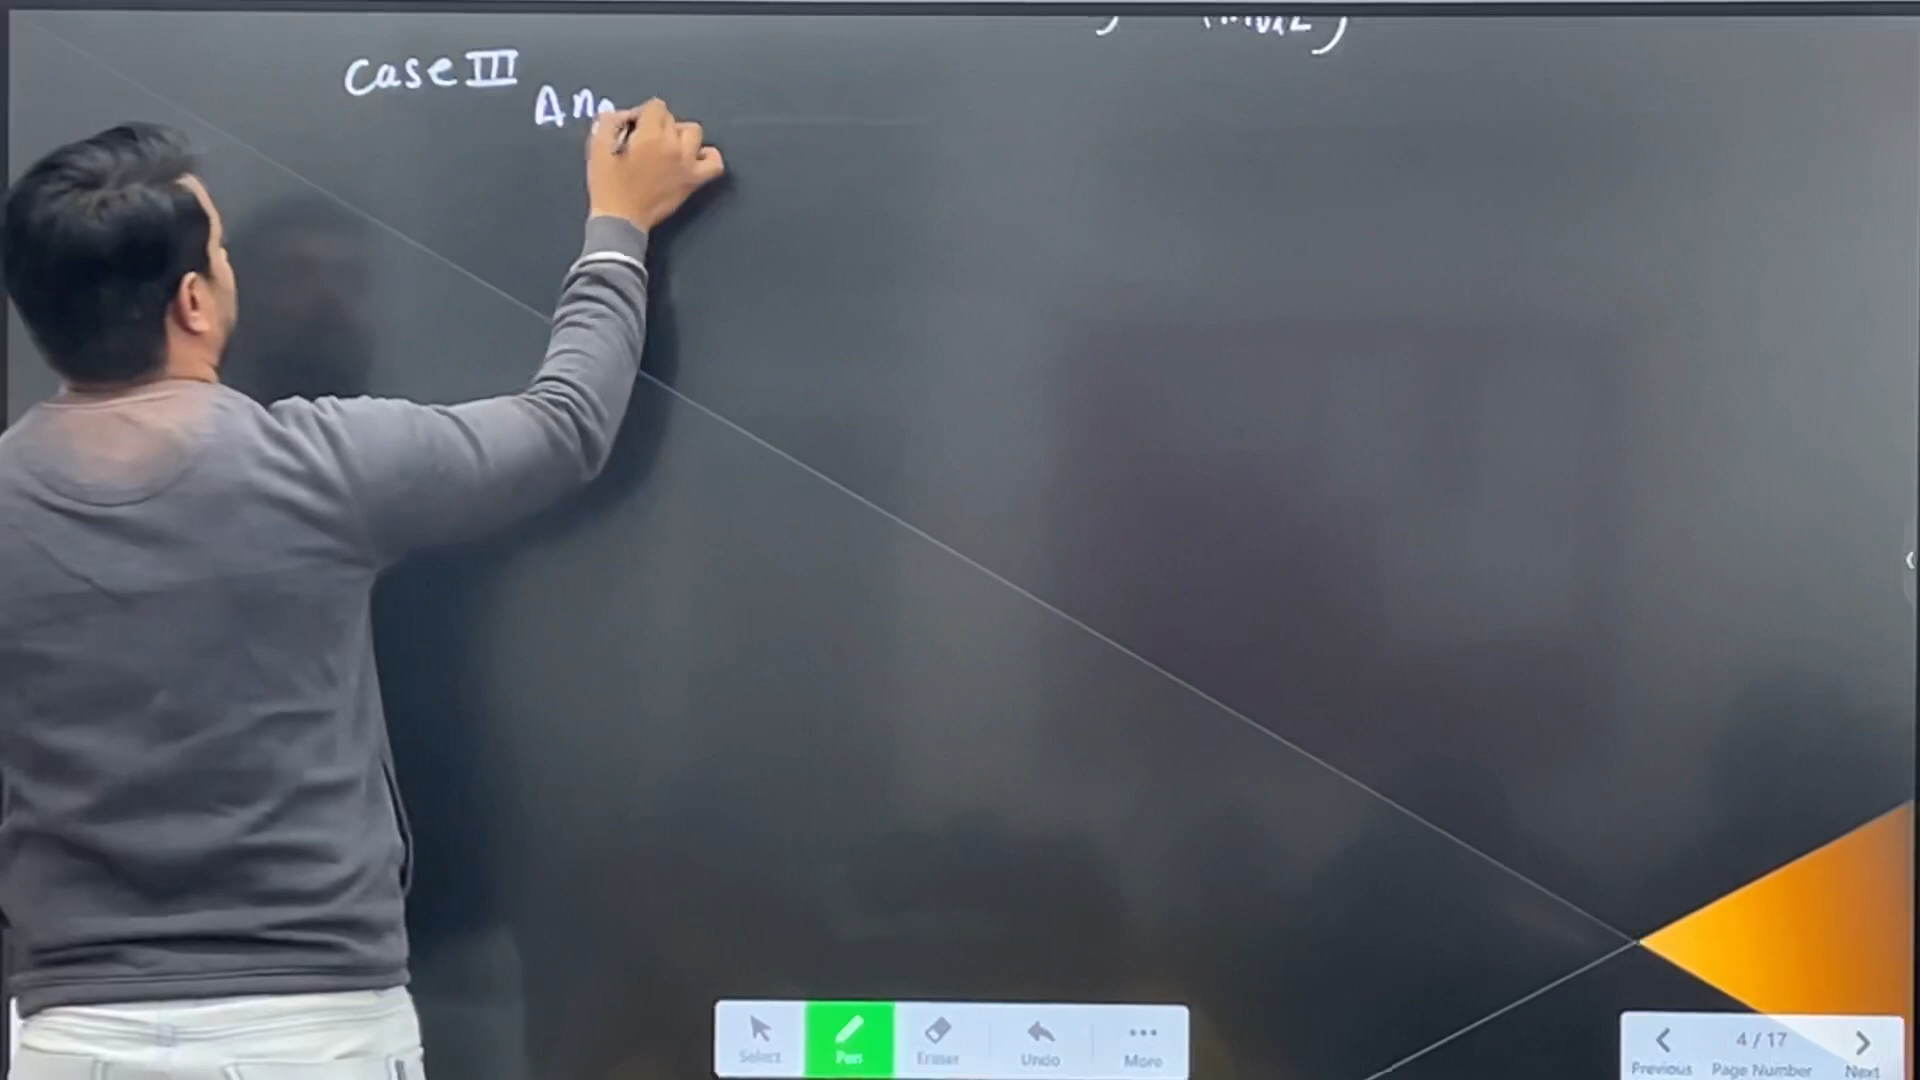 Case III
An
Select
Pen
Eraser
Undo
More
4 / 17
Previous
Page Number
Next